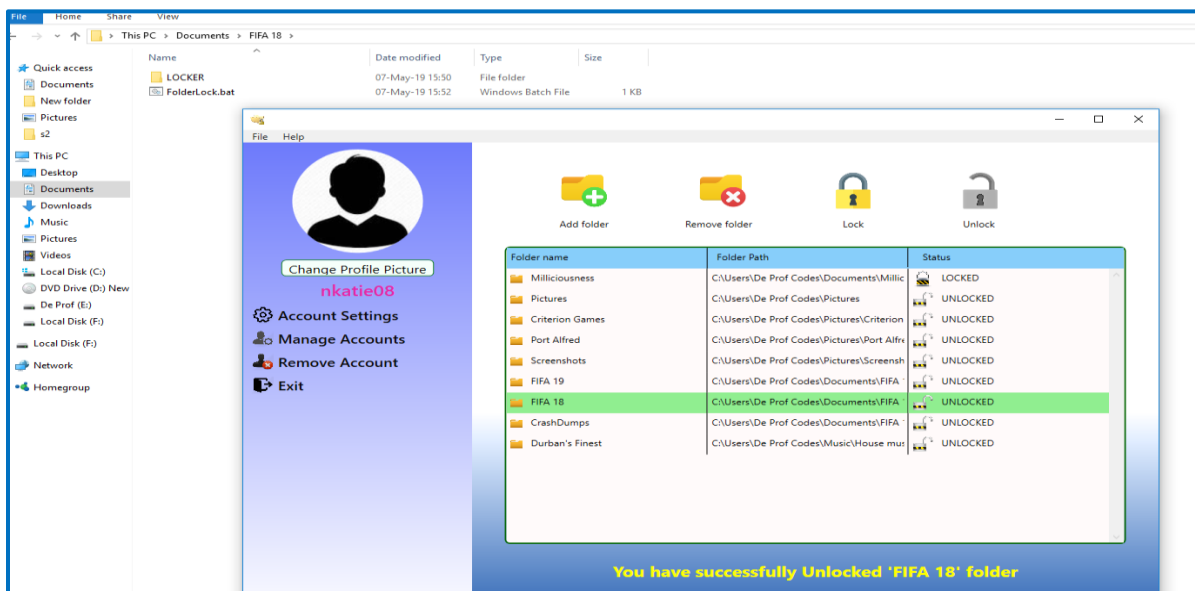 File Home Share View
This PC > Documents > FIFA 18 >
Name Date modified Type Size
LOCKER 07-May-19 15:50 File folder
FolderLock.bat 07-May-19 15:52 Windows Batch File 1 KB
Quick access
Documents
New folder
Pictures
s2
This PC
Desktop
Documents
Downloads
Music
Pictures
Videos
Local Disk (C:)
DVD Drive (D:) New
De Prof (E:)
Local Disk (F:)
Local Disk (F:)
Network
Homegroup
File Help
Change Profile Picture
nkatie08
Account Settings
Manage Accounts
Remove Account
Exit
Add folder Remove folder Lock Unlock
Folder name Folder Path Status
Milliciousness C:\Users\De Prof Codes\Documents\Millic LOCKED
Pictures C:\Users\De Prof Codes\Pictures UNLOCKED
Criterion Games C:\Users\De Prof Codes\Pictures\Criterion UNLOCKED
Port Alfred C:\Users\De Prof Codes\Pictures\Port Alfre UNLOCKED
Screenshots C:\Users\De Prof Codes\Pictures\Screensh UNLOCKED
FIFA 19 C:\Users\De Prof Codes\Documents\FIFA UNLOCKED
FIFA 18 C:\Users\De Prof Codes\Documents\FIFA UNLOCKED
CrashDumps C:\Users\De Prof Codes\Documents\FIFA UNLOCKED
Durban's Finest C:\Users\De Prof Codes\Music\House mus UNLOCKED
You have successfully Unlocked 'FIFA 18' folder